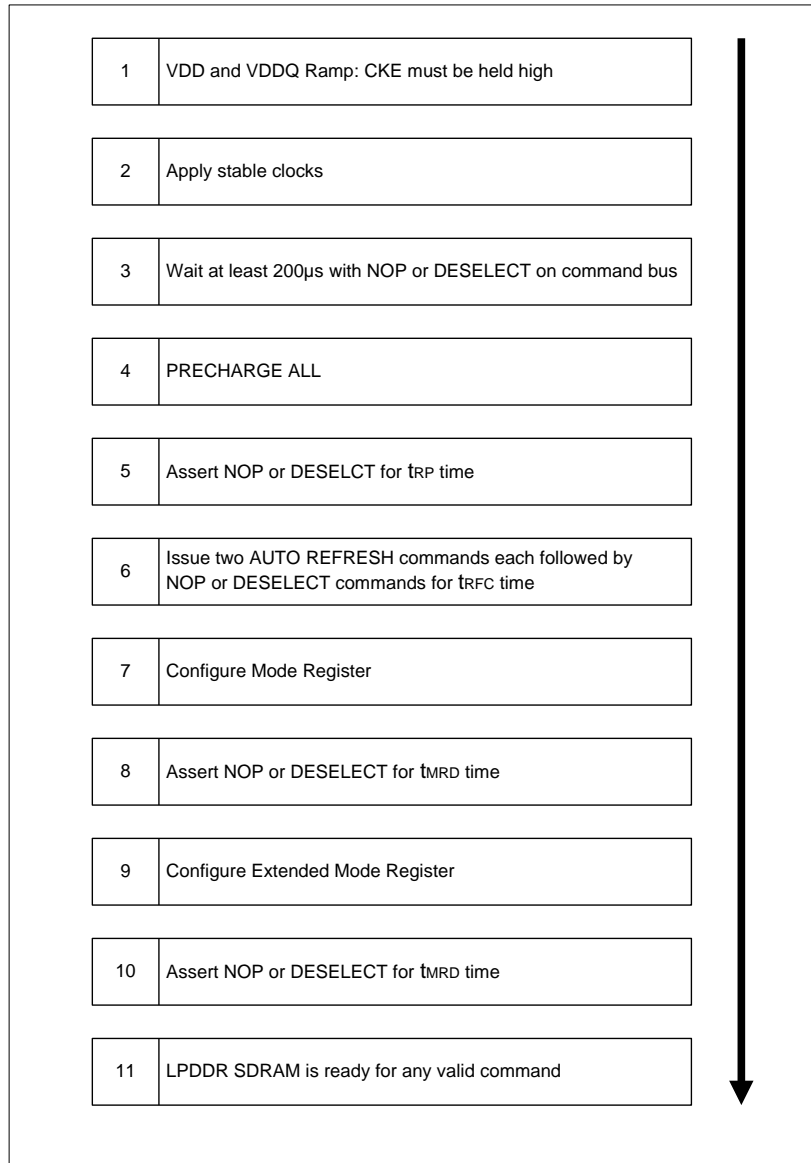 1 VDD and VDDQ Ramp: CKE must be held high
2 Apply stable clocks
3 Wait at least 200µs with NOP or DESELECT on command bus
4 PRECHARGE ALL
5 Assert NOP or DESELCT for tRP time
6 Issue two AUTO REFRESH commands each followed by
NOP or DESELECT commands for tRFC time
7 Configure Mode Register
8 Assert NOP or DESELECT for tMRD time
9 Configure Extended Mode Register
10 Assert NOP or DESELECT for tMRD time
11 LPDDR SDRAM is ready for any valid command